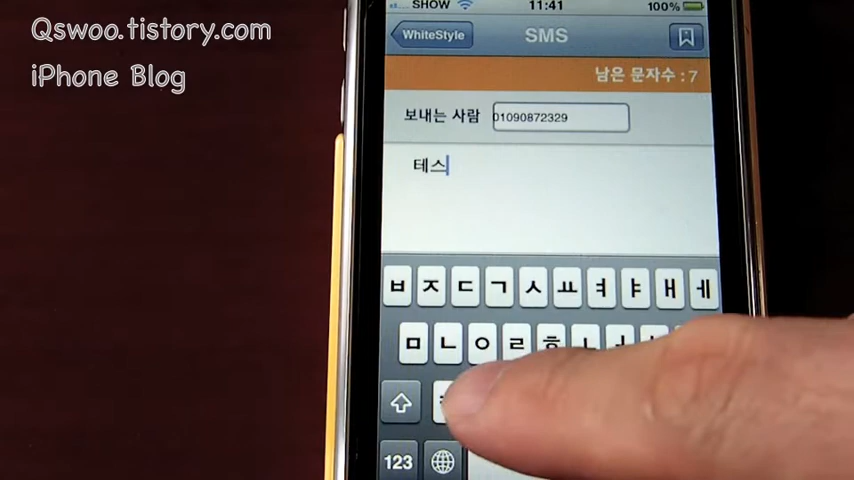 Qswoo.tistory.com
iPhone Blog
SHOW 11:41 100%
WhiteStyle SMS
남은 문자수 : 7
보내는 사람 01090872329
테스
ㅂ ㅈ ㄷ ㄱ ㅅ ㅛ ㅕ ㅑ ㅐ ㅔ
ㅁ ㄴ ㅇ ㄹ ㅎ
123